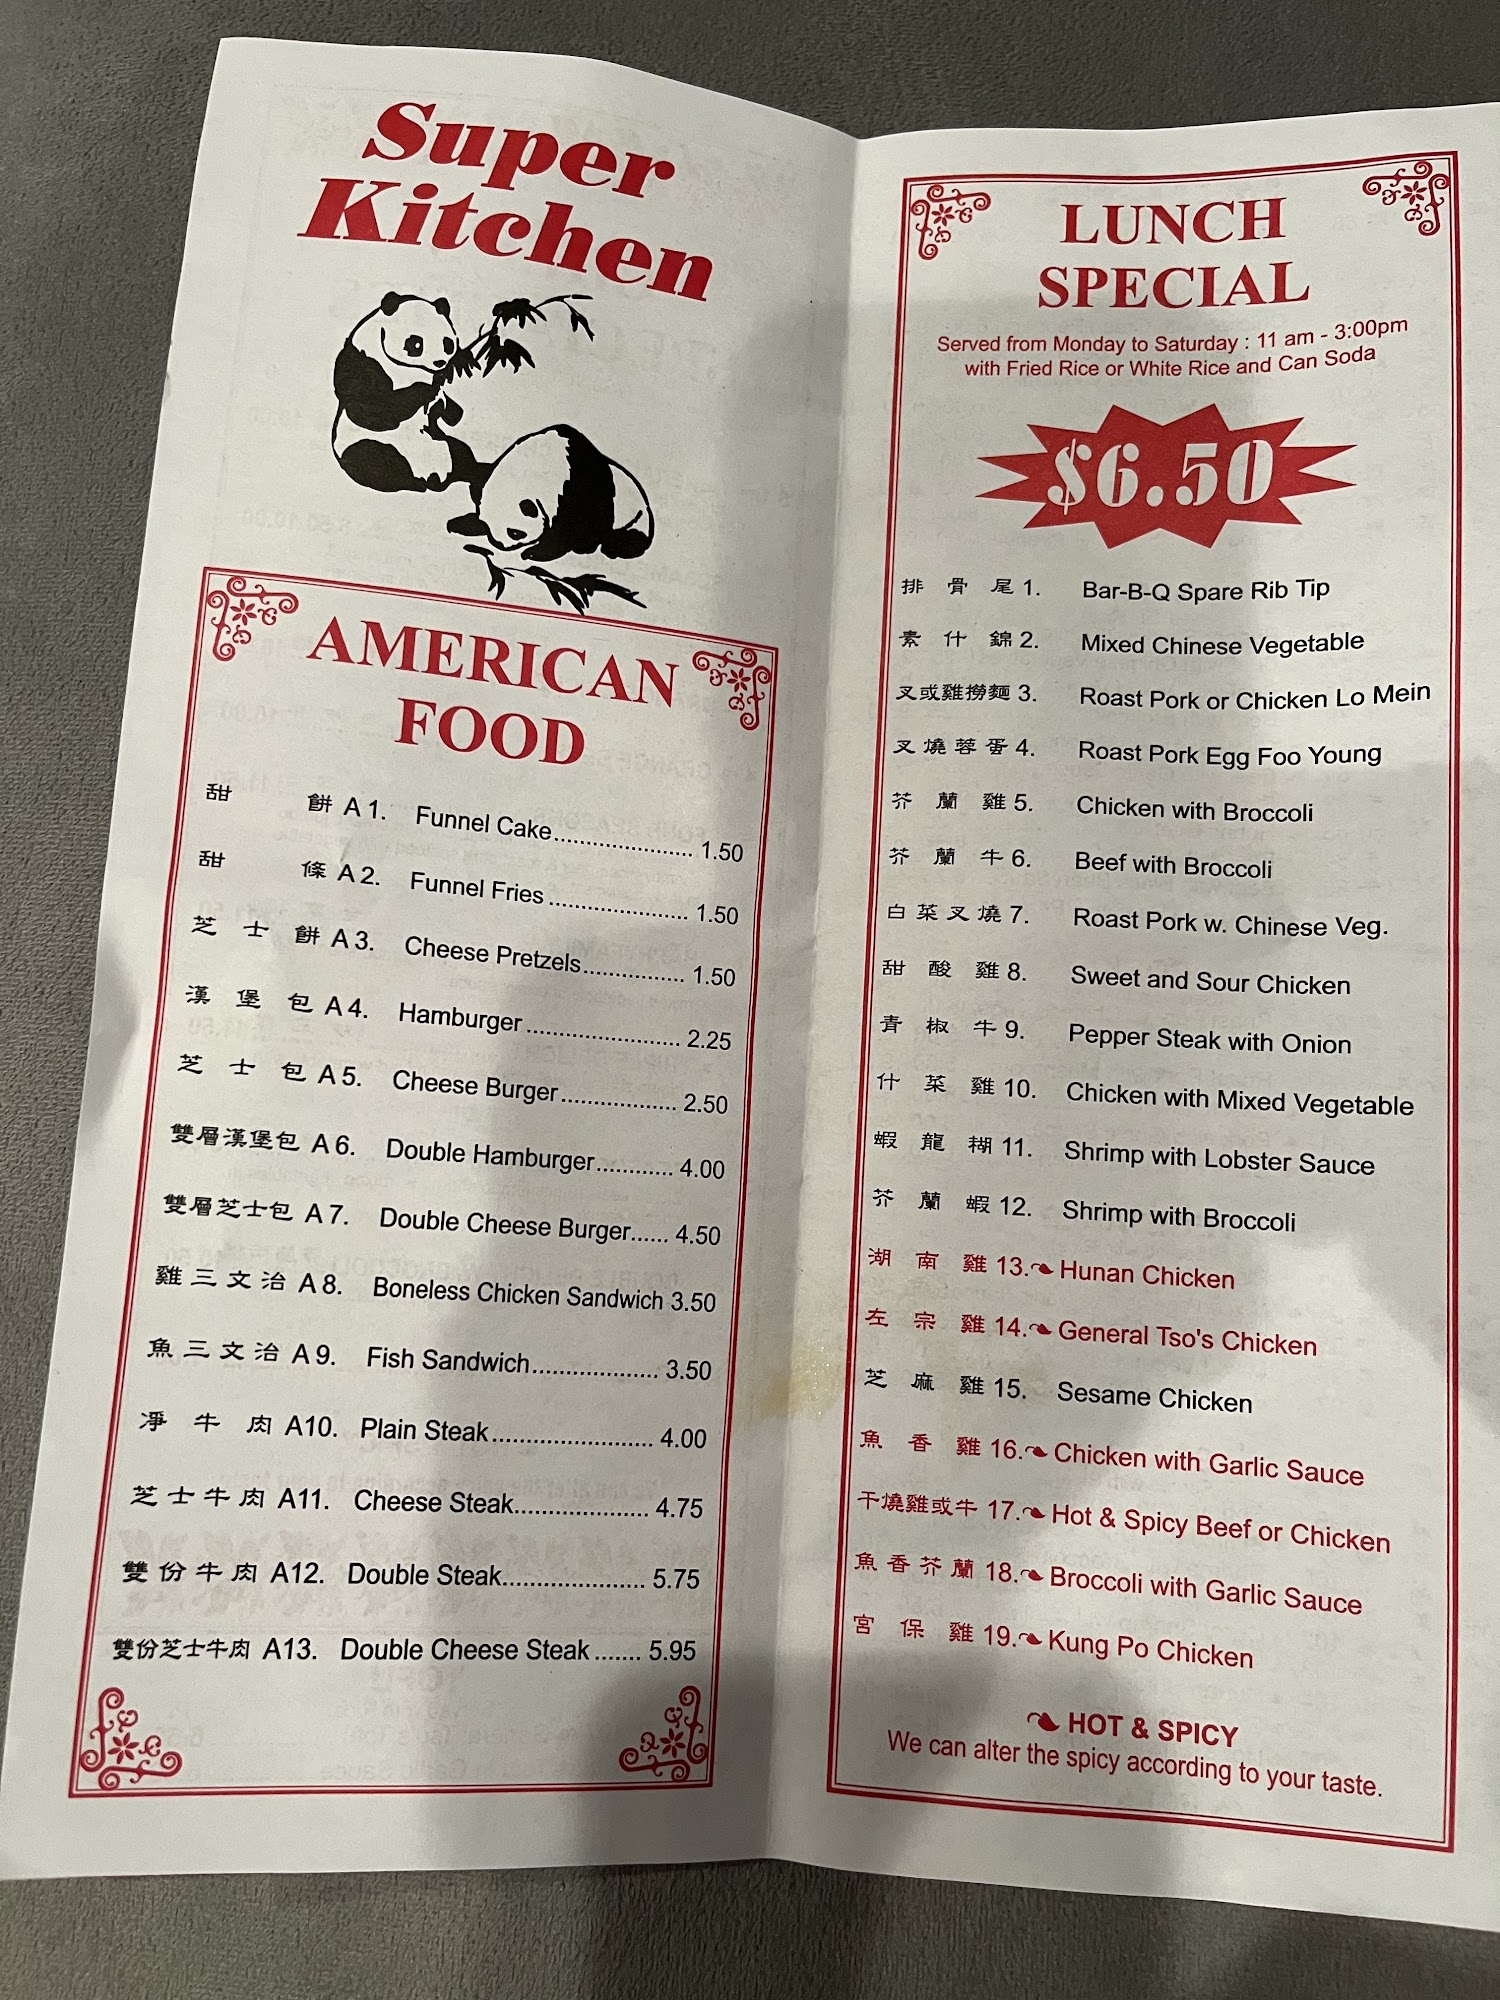 Super
Kitchen
AMERICAN
FOOD
甜 餅 A 1. Funnel Cake..................... 1.50
甜 條 A 2. Funnel Fries ..................... 1.50
芝 士 餅 A 3. Cheese Pretzels............... 1.50
漢 堡 包 A 4. Hamburger ....................... 2.25
芝 士 包 A 5. Cheese Burger.................. 2.50
雙層漢堡包 A 6. Double Hamburger............ 4.00
雙層芝士包 A 7. Double Cheese Burger...... 4.50
雞 三 文 治 A 8. Boneless Chicken Sandwich 3.50
魚 三 文 治 A 9. Fish Sandwich................... 3.50
淨 牛 肉 A10. Plain Steak........................ 4.00
芝 士 牛 肉 A11. Cheese Steak.................... 4.75
雙 份 牛 肉 A12. Double Steak..................... 5.75
雙份芝士牛肉 A13. Double Cheese Steak ....... 5.95
LUNCH
SPECIAL
Served from Monday to Saturday : 11 am - 3:00pm
with Fried Rice or White Rice and Can Soda
$6.50
排 骨 尾 1. Bar-B-Q Spare Rib Tip
素 什 錦 2. Mixed Chinese Vegetable
叉或雞撈麵 3. Roast Pork or Chicken Lo Mein
叉 燒 蓉 蛋 4. Roast Pork Egg Foo Young
芥 蘭 雞 5. Chicken with Broccoli
芥 蘭 牛 6. Beef with Broccoli
白 菜 叉 燒 7. Roast Pork w. Chinese Veg.
甜 酸 雞 8. Sweet and Sour Chicken
青 椒 牛 9. Pepper Steak with Onion
什 菜 雞 10. Chicken with Mixed Vegetable
蝦 龍 糊 11. Shrimp with Lobster Sauce
芥 蘭 蝦 12. Shrimp with Broccoli
湖 南 雞 13. Hunan Chicken
左 宗 雞 14. General Tso's Chicken
芝 麻 雞 15. Sesame Chicken
魚 香 雞 16. Chicken with Garlic Sauce
干燒雞或牛 17. Hot & Spicy Beef or Chicken
魚 香 芥 蘭 18. Broccoli with Garlic Sauce
宮 保 雞 19. Kung Po Chicken
HOT & SPICY
We can alter the spicy according to your taste.